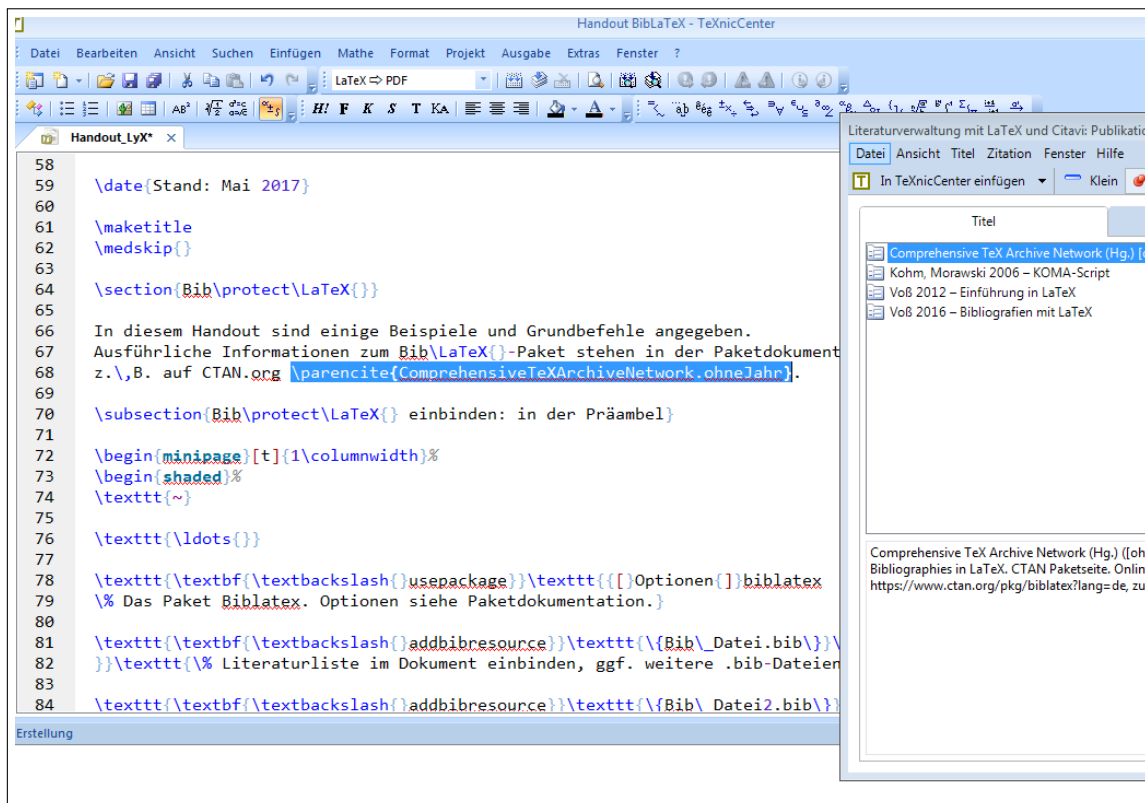 Handout BibLaTeX - TeXnicCenter
Datei Bearbeiten Ansicht Suchen Einfügen Mathe Format Projekt Ausgabe Extras Fenster ?
LaTeX ⇨ PDF
H! F K S T KA
Handout_LyX* ×
58
59 \date{Stand: Mai 2017}
60
61 \maketitle
62 \medskip{}
63
64 \section{Bib\protect\LaTeX{}}
65
66 In diesem Handout sind einige Beispiele und Grundbefehle angegeben.
67 Ausführliche Informationen zum Bib\LaTeX{}-Paket stehen in der Paketdokument
68 z.\,B. auf CTAN.org \parencite{ComprehensiveTeXArchiveNetwork.ohneJahr}.
69
70 \subsection{Bib\protect\LaTeX{} einbinden: in der Präambel}
71
72 \begin{minipage}[t]{1\columnwidth}%
73 \begin{shaded}%
74 \texttt{~}
75
76 \texttt{\ldots{}}
77
78 \texttt{\textbf{\textbackslash{}usepackage}}\texttt{{[}Optionen{]}biblatex
79 \% Das Paket Biblatex. Optionen siehe Paketdokumentation.}
80
81 \texttt{\textbf{\textbackslash{}addbibresource}}\texttt{\{Bib\_Datei.bib\}}\
82 }}\texttt{\% Literaturliste im Dokument einbinden, ggf. weitere .bib-Dateien
83
84 \texttt{\textbf{\textbackslash{}addbibresource}}\texttt{\{Bib\_Datei2.bib\}}
Erstellung
Literaturverwaltung mit LaTeX und Citavi: Publikatio
Datei Ansicht Titel Zitation Fenster Hilfe
In TeXnicCenter einfügen Klein
Titel
Comprehensive TeX Archive Network (Hg.) [o
Kohm, Morawski 2006 – KOMA-Script
Voß 2012 – Einführung in LaTeX
Voß 2016 – Bibliografien mit LaTeX
Comprehensive TeX Archive Network (Hg.) ([oh
Bibliographies in LaTeX. CTAN Paketseite. Onlin
https://www.ctan.org/pkg/biblatex?lang=de, zu